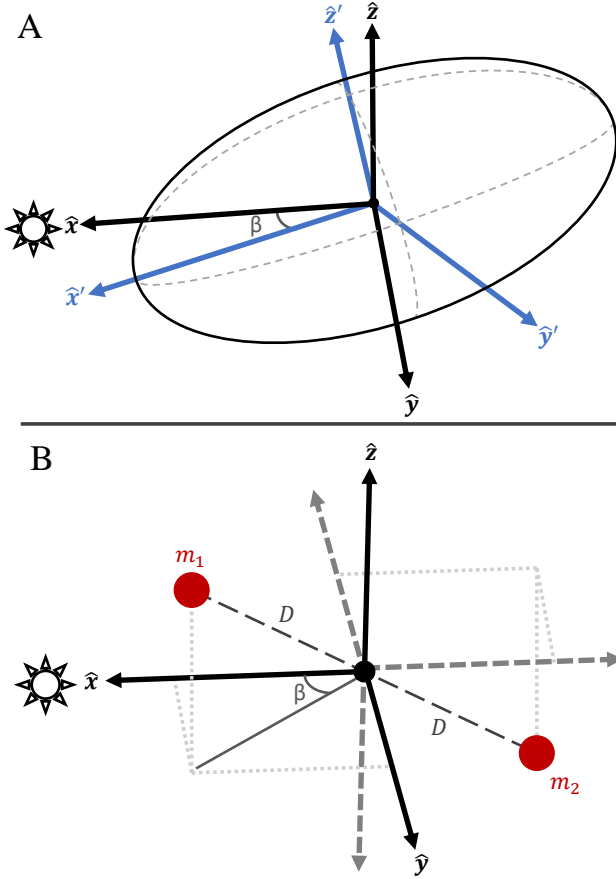 A
ẑ′
ẑ
x̂
β
x̂′
ŷ′
ŷ
B
ẑ
m₁
D
x̂
β
D
m₂
ŷ